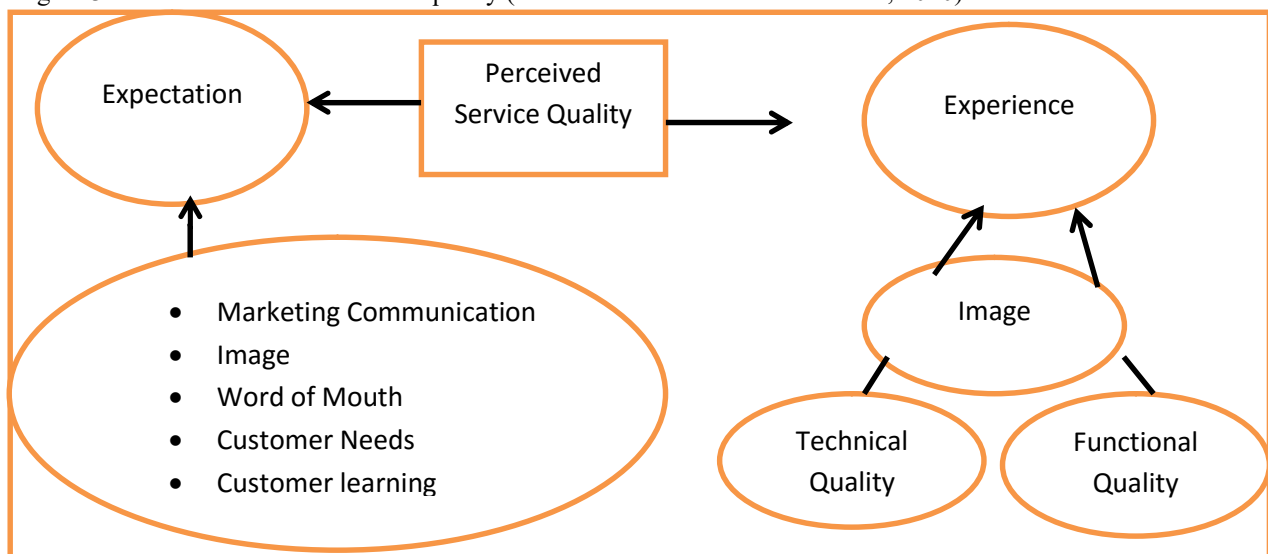 Expectation
Perceived
Service Quality
Experience
• Marketing Communication
• Image
• Word of Mouth
• Customer Needs
• Customer learning
Image
Technical
Quality
Functional
Quality